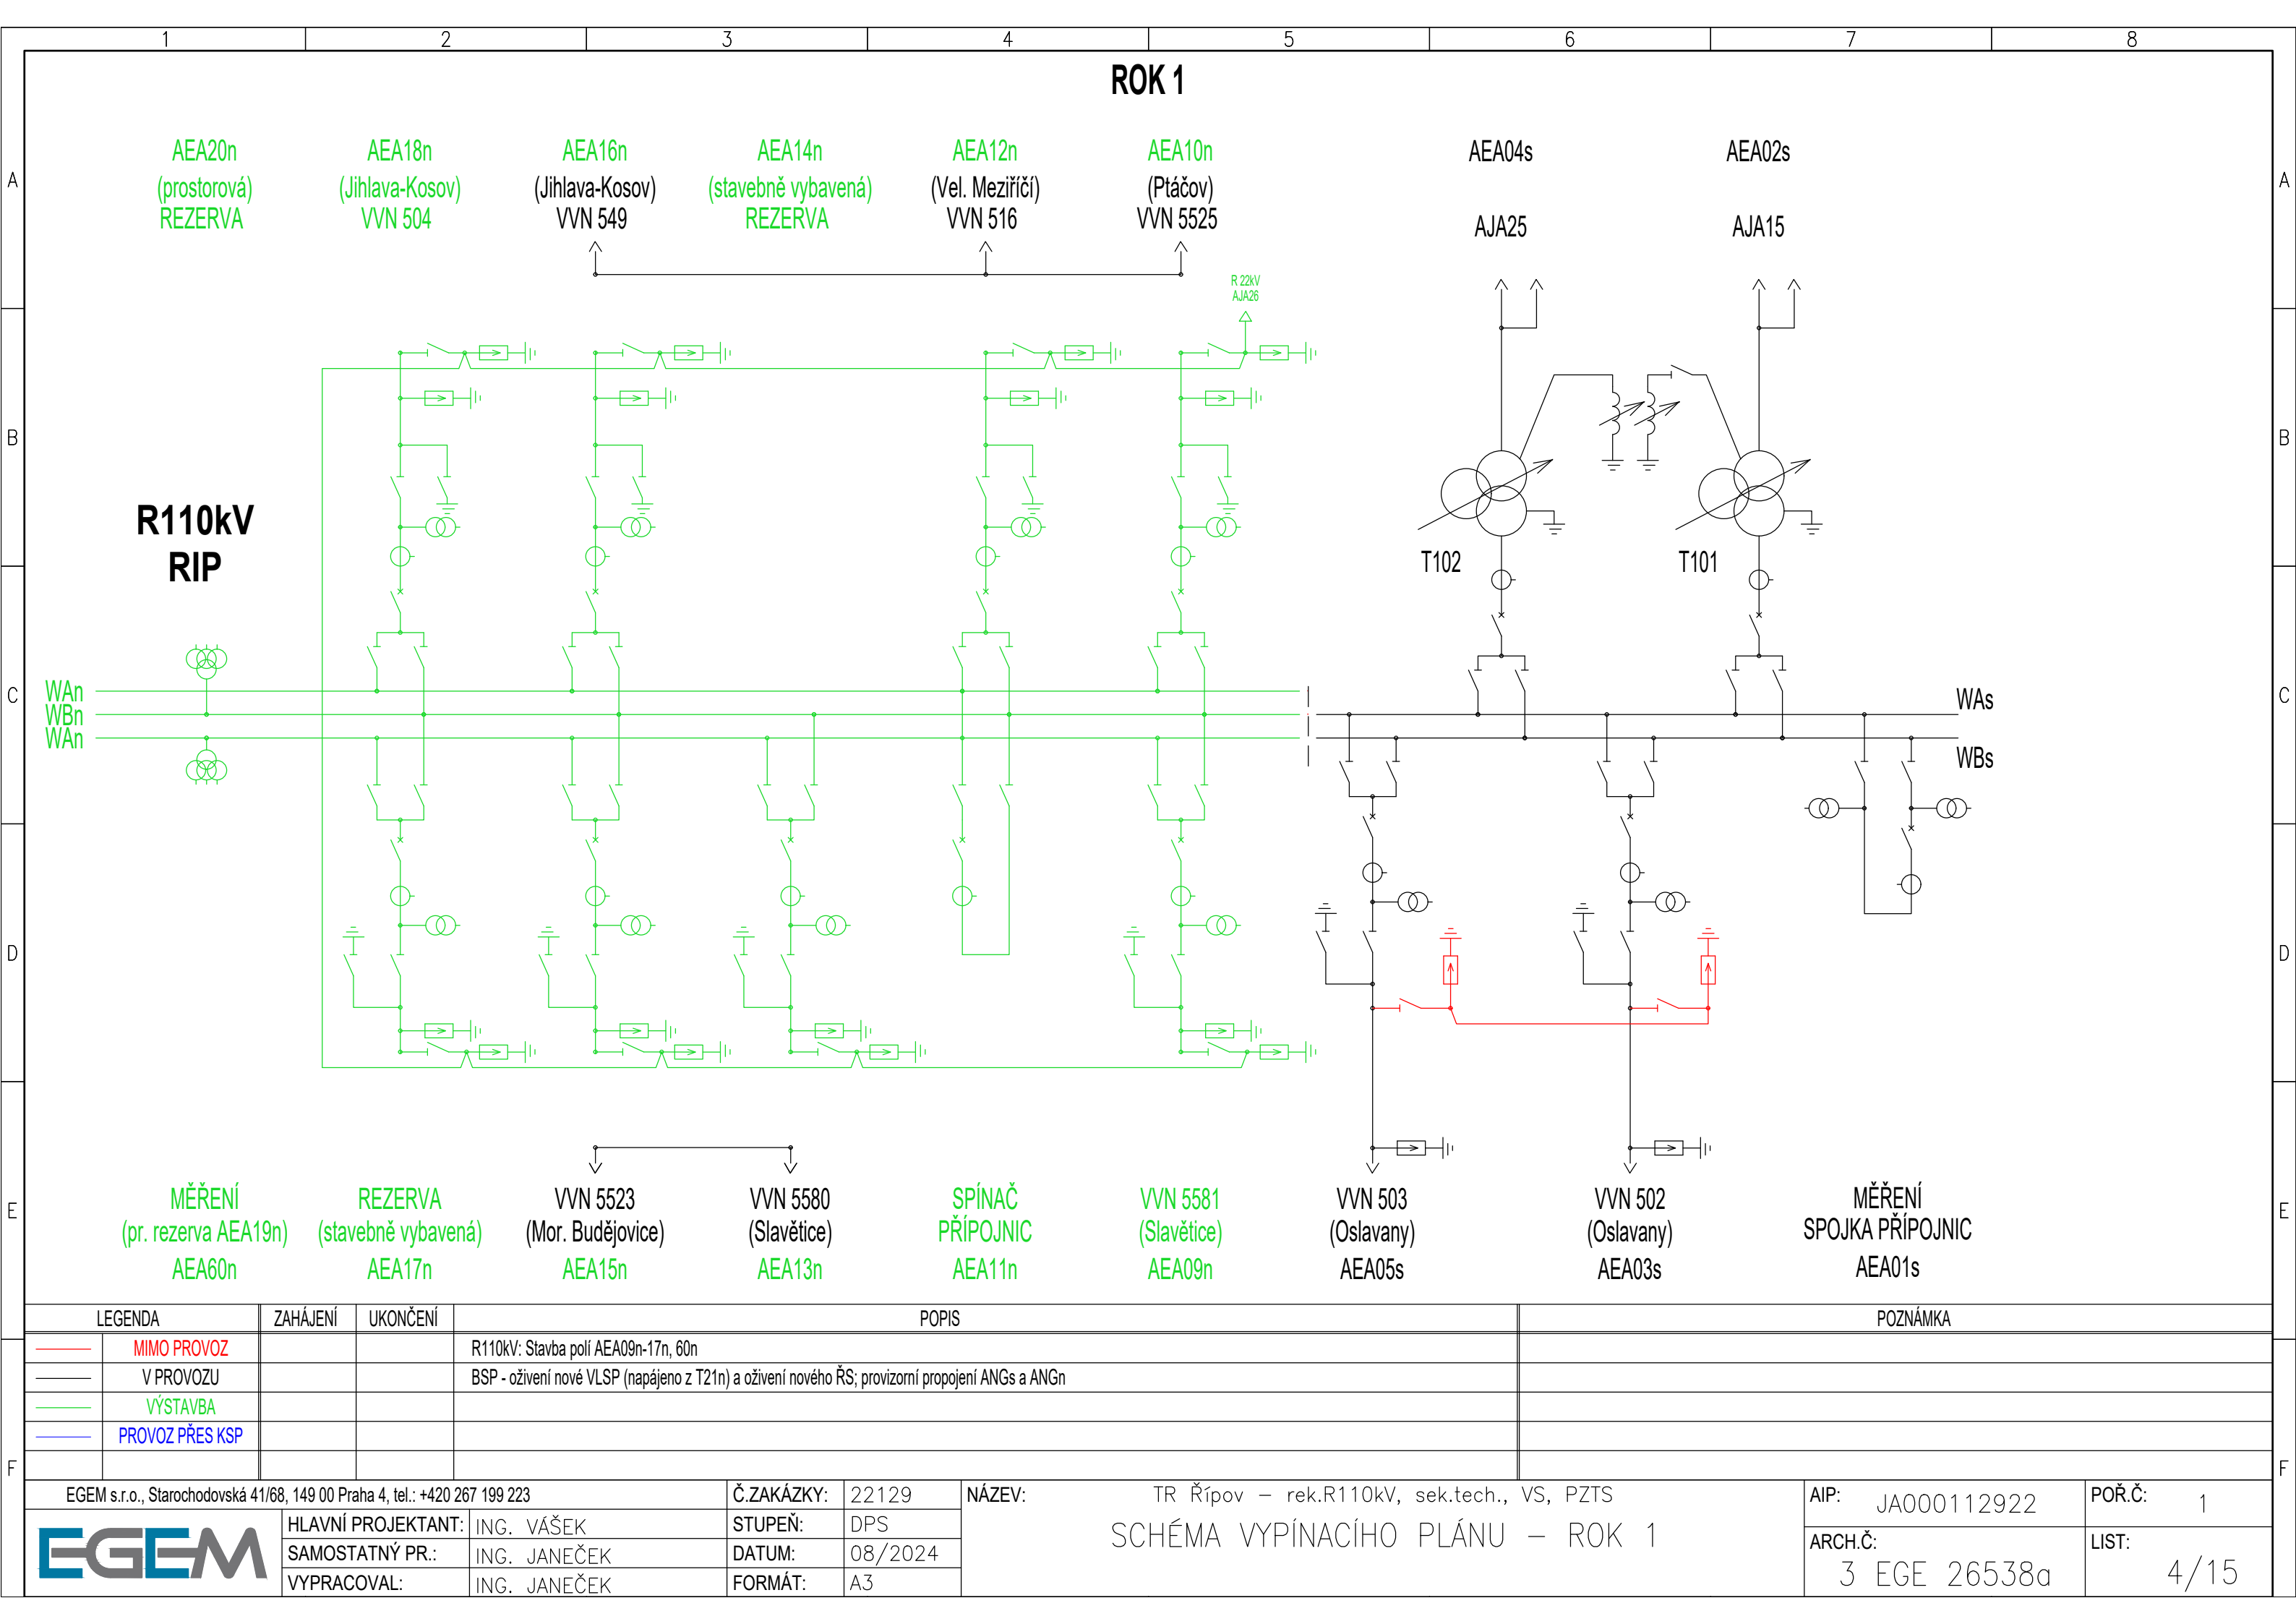 1 2 3 4 5 6 7 8
ROK 1
AEA20n
(prostorová)
REZERVA
AEA18n
(Jihlava-Kosov)
VVN 504
AEA16n
(Jihlava-Kosov)
VVN 549
AEA14n
(stavebně vybavená)
REZERVA
AEA12n
(Vel. Meziříčí)
VVN 516
AEA10n
(Ptáčov)
VVN 5525
AEA04s
AJA25
AEA02s
AJA15
A A
R 22kV
AJA26
B B
R110kV
RIP
T102
T101
C C
WAn
WBn
WAn
WAs
WBs
D D
E E
MĚŘENÍ
(pr. rezerva AEA19n)
AEA60n
REZERVA
(stavebně vybavená)
AEA17n
VVN 5523
(Mor. Budějovice)
AEA15n
VVN 5580
(Slavětice)
AEA13n
SPÍNAČ
PŘÍPOJNIC
AEA11n
VVN 5581
(Slavětice)
AEA09n
VVN 503
(Oslavany)
AEA05s
VVN 502
(Oslavany)
AEA03s
MĚŘENÍ
SPOJKA PŘÍPOJNIC
AEA01s
LEGENDA ZAHÁJENÍ UKONČENÍ POPIS POZNÁMKA
MIMO PROVOZ R110kV: Stavba polí AEA09n-17n, 60n
V PROVOZU BSP - oživení nové VLSP (napájeno z T21n) a oživení nového ŘS; provizorní propojení ANGs a ANGn
VÝSTAVBA
PROVOZ PŘES KSP
F F
EGEM s.r.o., Starochodovská 41/68, 149 00 Praha 4, tel.: +420 267 199 223
EGEM
HLAVNÍ PROJEKTANT: ING. VÁŠEK
SAMOSTATNÝ PR.: ING. JANEČEK
VYPRACOVAL: ING. JANEČEK
Č.ZAKÁZKY: 22129
STUPEŇ: DPS
DATUM: 08/2024
FORMÁT: A3
NÁZEV: TR Řípov – rek.R110kV, sek.tech., VS, PZTS
SCHÉMA VYPÍNACÍHO PLÁNU – ROK 1
AIP: JA000112922
POŘ.Č: 1
ARCH.Č: 3 EGE 26538a
LIST: 4/15